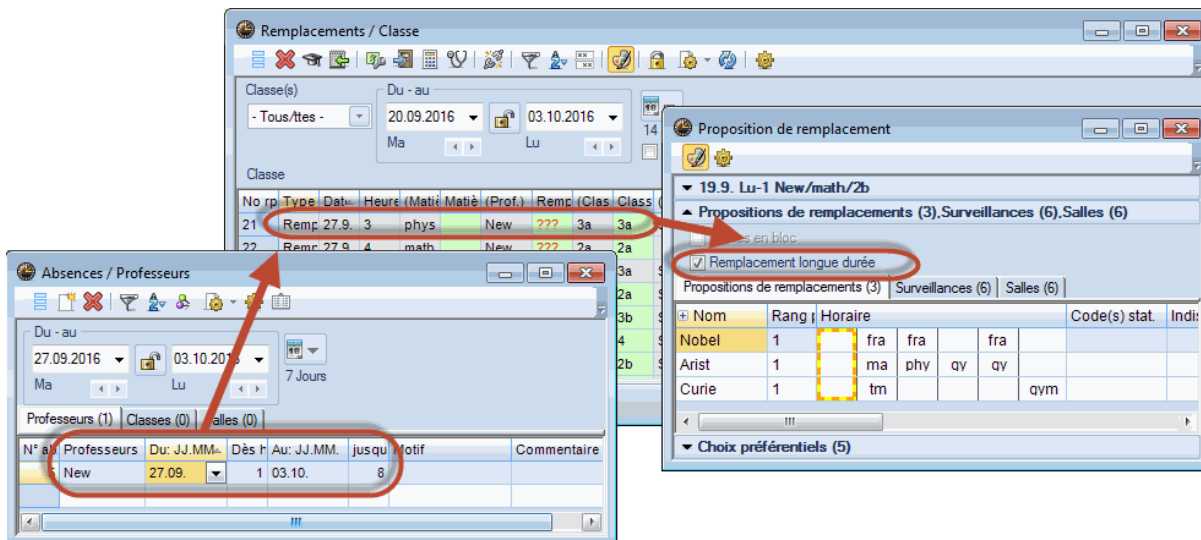 Remplacements / Classe
Classe(s)
Du - au
- Tous/ttes -
20.09.2016
03.10.2016
14
Ma
Lu
Classe
No rp Type Dat Heure (Matiè Matiè (Prof.) Remp (Clas Class (
21 Remp 27.9. 3 phys New ??? 3a 3a
22 Remp 27.9. 4 math New ??? 2a 2a
3a
2a
3b
4
2b
Proposition de remplacement
19.9. Lu-1 New/math/2b
Propositions de remplacements (3),Surveillances (6),Salles (6)
en bloc
Remplacement longue durée
Propositions de remplacements (3) Surveillances (6) Salles (6)
Nom Rang p Horaire Code(s) stat. Indis
Nobel 1 fra fra fra
Arist 1 ma phy gy gy
Curie 1 tm gym
Choix préférentiels (5)
Absences / Professeurs
Du - au
27.09.2016
03.10.2016
Ma
Lu
7 Jours
Professeurs (1) Classes (0) Salles (0)
N° ab Professeurs Du: JJ.MM Dès h Au: JJ.MM. jusqu Motif Commentaire
5 New 27.09. 1 03.10. 8